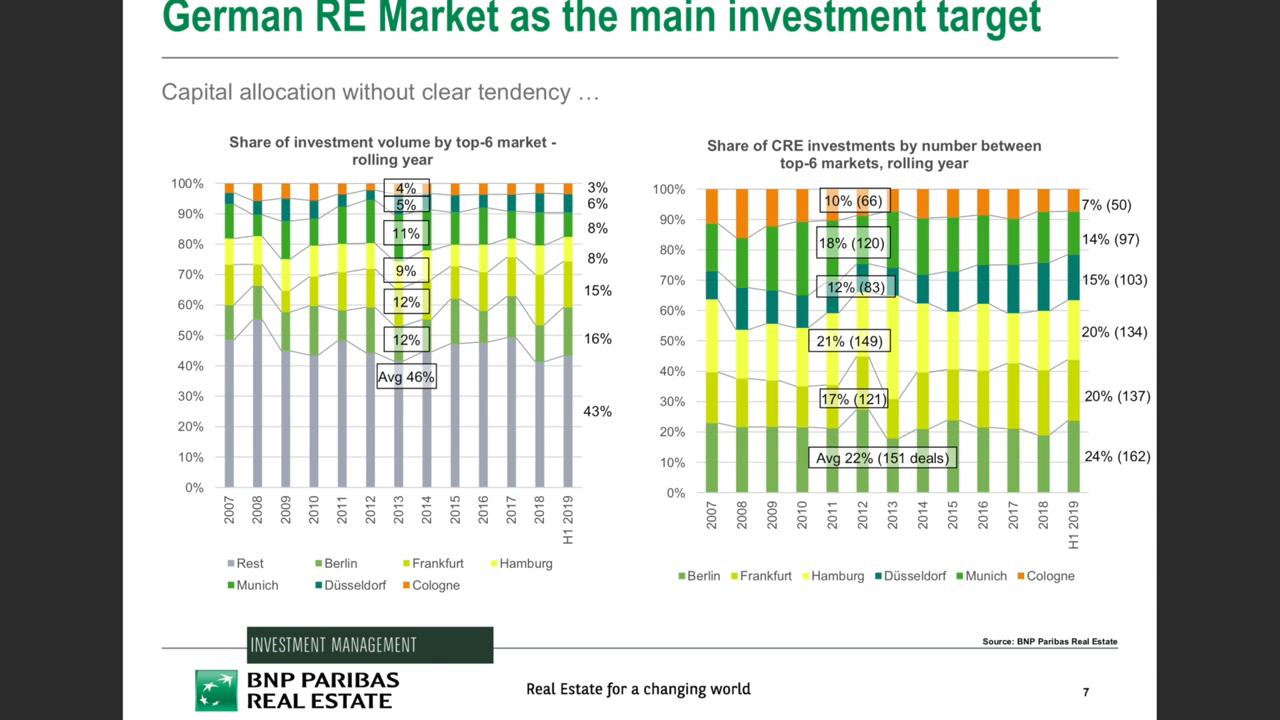 German RE Market as the main investment target
Capital allocation without clear tendency …
Share of investment volume by top-6 market -
rolling year
100%
90%
80%
70%
60%
50%
40%
30%
20%
10%
0%
4%
5%
11%
9%
12%
12%
Avg 46%
3%
6%
8%
8%
15%
16%
43%
2007
2008
2009
2010
2011
2012
2013
2014
2015
2016
2017
2018
H1 2019
Rest
Berlin
Frankfurt
Hamburg
Munich
Düsseldorf
Cologne
Share of CRE investments by number between
top-6 markets, rolling year
100%
90%
80%
70%
60%
50%
40%
30%
20%
10%
0%
10% (66)
18% (120)
12% (83)
21% (149)
17% (121)
Avg 22% (151 deals)
7% (50)
14% (97)
15% (103)
20% (134)
20% (137)
24% (162)
2007
2008
2009
2010
2011
2012
2013
2014
2015
2016
2017
2018
H1 2019
Berlin
Frankfurt
Hamburg
Düsseldorf
Munich
Cologne
Source: BNP Paribas Real Estate
INVESTMENT MANAGEMENT
BNP PARIBAS
REAL ESTATE
Real Estate for a changing world
7